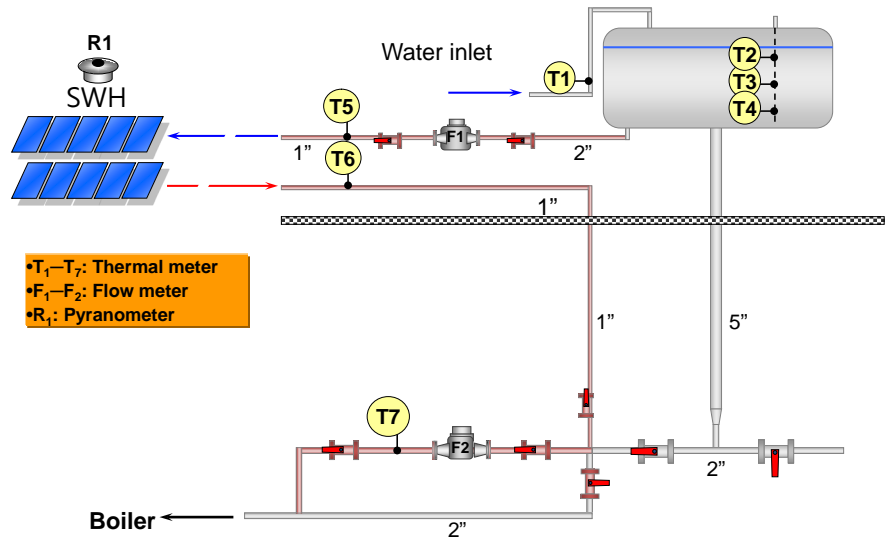 R1
SWH
Water inlet
T1
T2
T3
T4
T5
F1
1”
2”
T6
1”
•T₁—T₇: Thermal meter
•F₁—F₂: Flow meter
•R₁: Pyranometer
1”
5”
T7
F2
2”
Boiler
2”